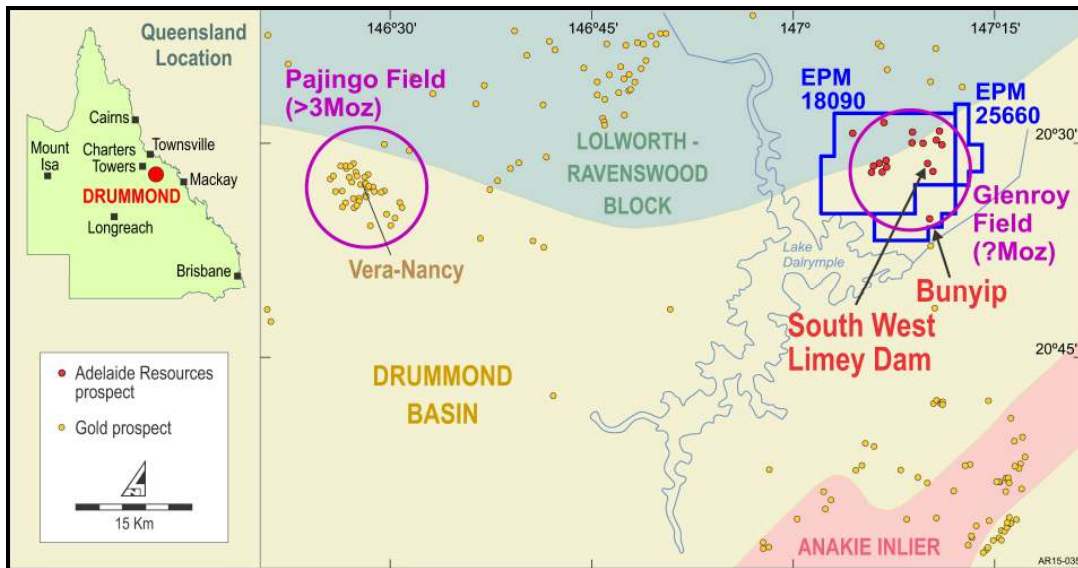 Queensland
Location
Cairns
Townsville
Charters
Towers
Mount
Isa
Mackay
DRUMMOND
Longreach
Brisbane
Adelaide Resources
prospect
Gold prospect
15 Km
146°30'
146°45'
147°
147°15'
Pajingo Field
(>3Moz)
EPM
18090
EPM
25660
20°30'
LOLWORTH -
RAVENSWOOD
BLOCK
Glenroy
Field
(?Moz)
Vera-Nancy
Lake
Dalrymple
Bunyip
South West
Limey Dam
20°45'
DRUMMOND
BASIN
ANAKIE INLIER
AR15-035